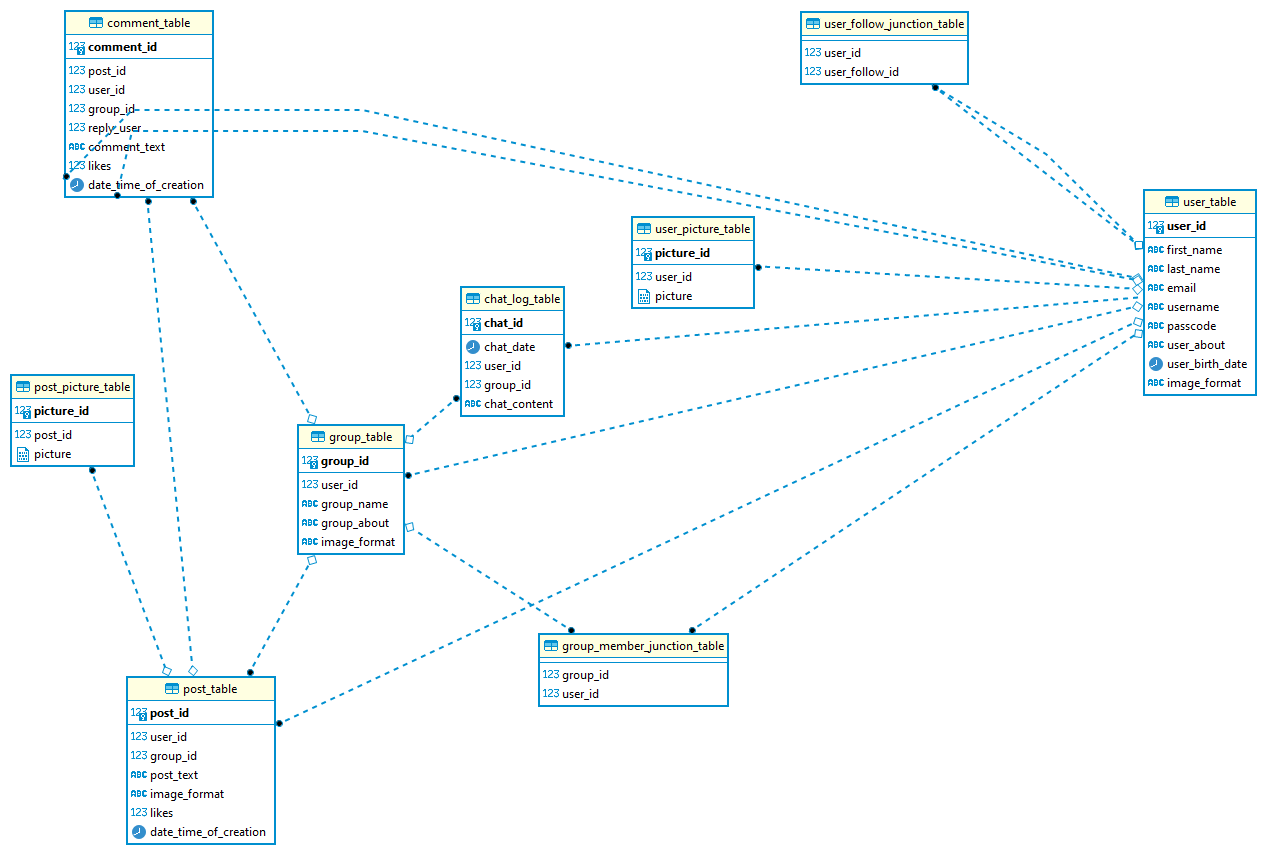 comment_table
123 comment_id
123 post_id
123 user_id
123 group_id
123 reply_user
ABC comment_text
123 likes
date_time_of_creation
user_follow_junction_table
123 user_id
123 user_follow_id
user_table
123 user_id
ABC first_name
ABC last_name
ABC email
ABC username
ABC passcode
ABC user_about
user_birth_date
ABC image_format
user_picture_table
123 picture_id
123 user_id
picture
chat_log_table
123 chat_id
chat_date
123 user_id
123 group_id
ABC chat_content
post_picture_table
123 picture_id
123 post_id
picture
group_table
123 group_id
123 user_id
ABC group_name
ABC group_about
ABC image_format
group_member_junction_table
123 group_id
123 user_id
post_table
123 post_id
123 user_id
123 group_id
ABC post_text
ABC image_format
123 likes
date_time_of_creation